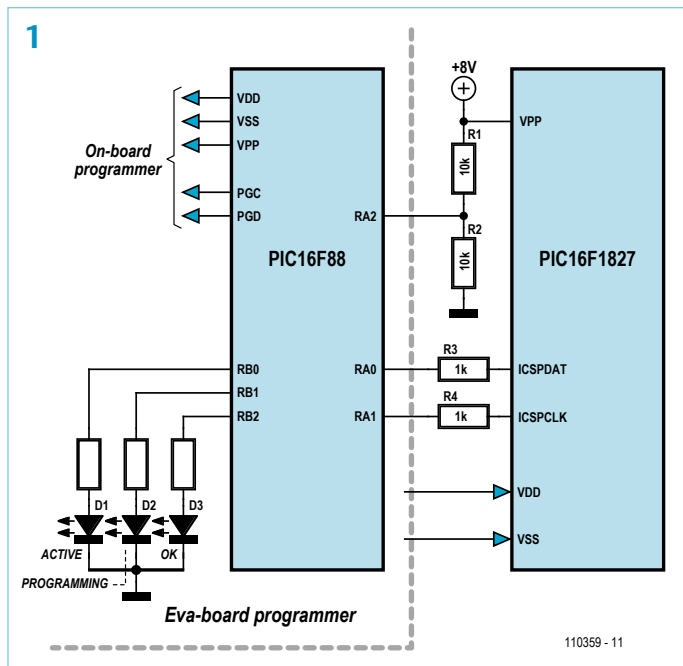 1
+8V
VDD
VSS
VPP
PGC
PGD
On-board
programmer
RA2
PIC16F88
RB0
RB1
RB2
RA0
RA1
R1
10k
R2
10k
R3
1k
R4
1k
VPP
PIC16F1827
ICSPDAT
ICSPCLK
VDD
VSS
D1
D2
D3
ACTIVE
OK
PROGRAMMING
Eva-board programmer
110359 - 11